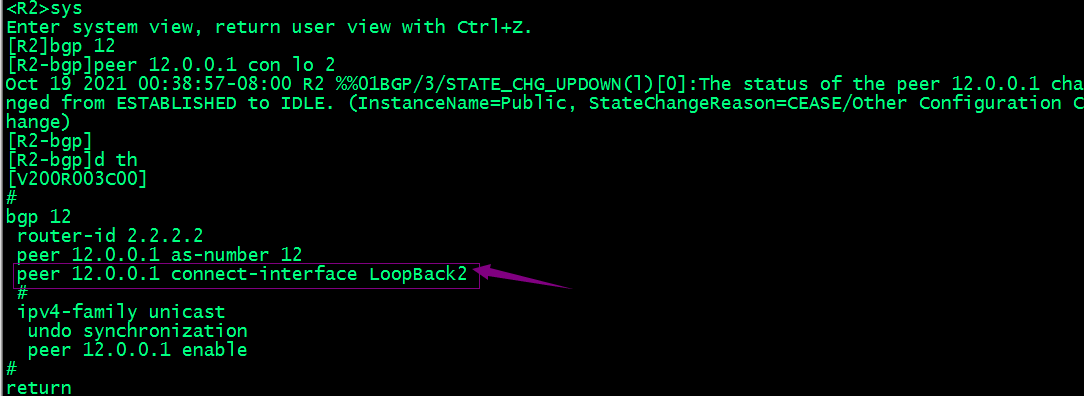 <R2>sys
Enter system view, return user view with Ctrl+Z.
[R2]bgp 12
[R2-bgp]peer 12.0.0.1 con lo 2
Oct 19 2021 00:38:57-08:00 R2 %%01BGP/3/STATE_CHG_UPDOWN(l)[0]:The status of the peer 12.0.0.1 cha
nged from ESTABLISHED to IDLE. (InstanceName=Public, StateChangeReason=CEASE/Other Configuration C
hange)
[R2-bgp]
[R2-bgp]d th
[V200R003C00]
#
bgp 12
 router-id 2.2.2.2
 peer 12.0.0.1 as-number 12
 peer 12.0.0.1 connect-interface LoopBack2
 #
 ipv4-family unicast
  undo synchronization
  peer 12.0.0.1 enable
#
return